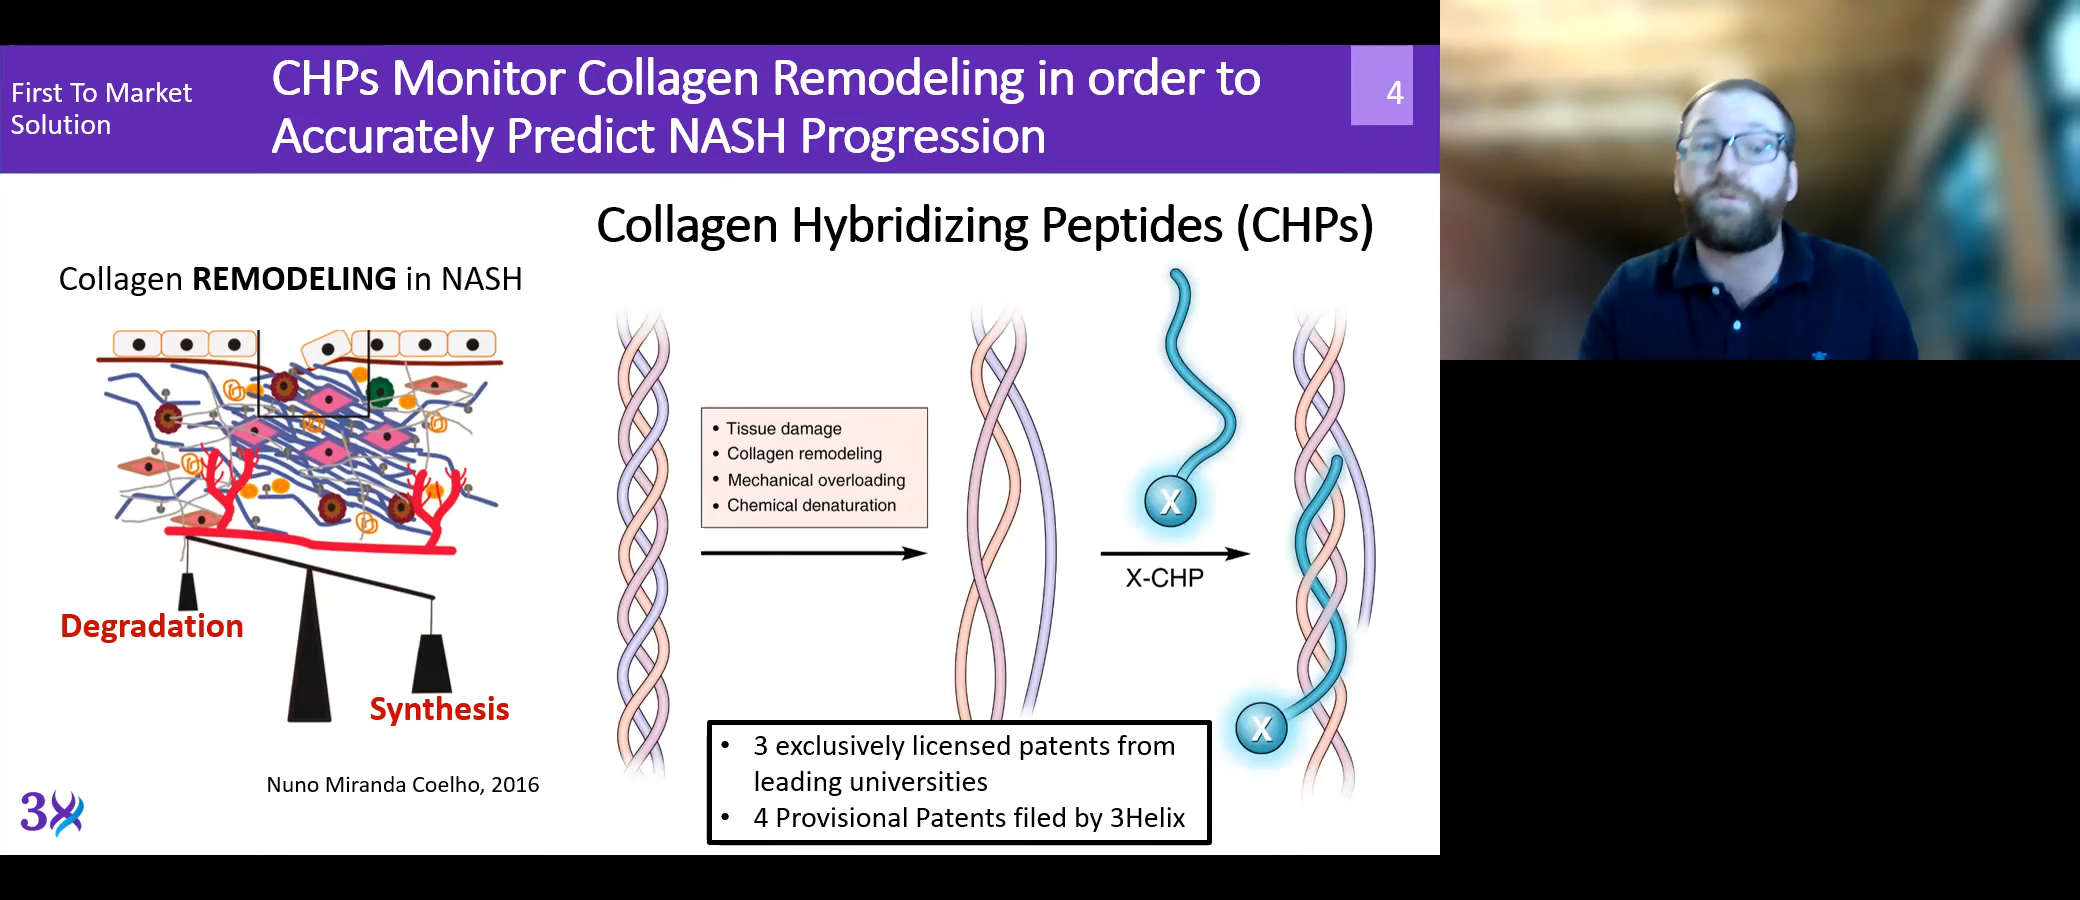 First To Market
Solution
CHPs Monitor Collagen Remodeling in order to
Accurately Predict NASH Progression
4
Collagen Hybridizing Peptides (CHPs)
Collagen REMODELING in NASH
• Tissue damage
• Collagen remodeling
• Mechanical overloading
• Chemical denaturation
X
X-CHP
X
Degradation
Synthesis
Nuno Miranda Coelho, 2016
• 3 exclusively licensed patents from
leading universities
• 4 Provisional Patents filed by 3Helix
3X